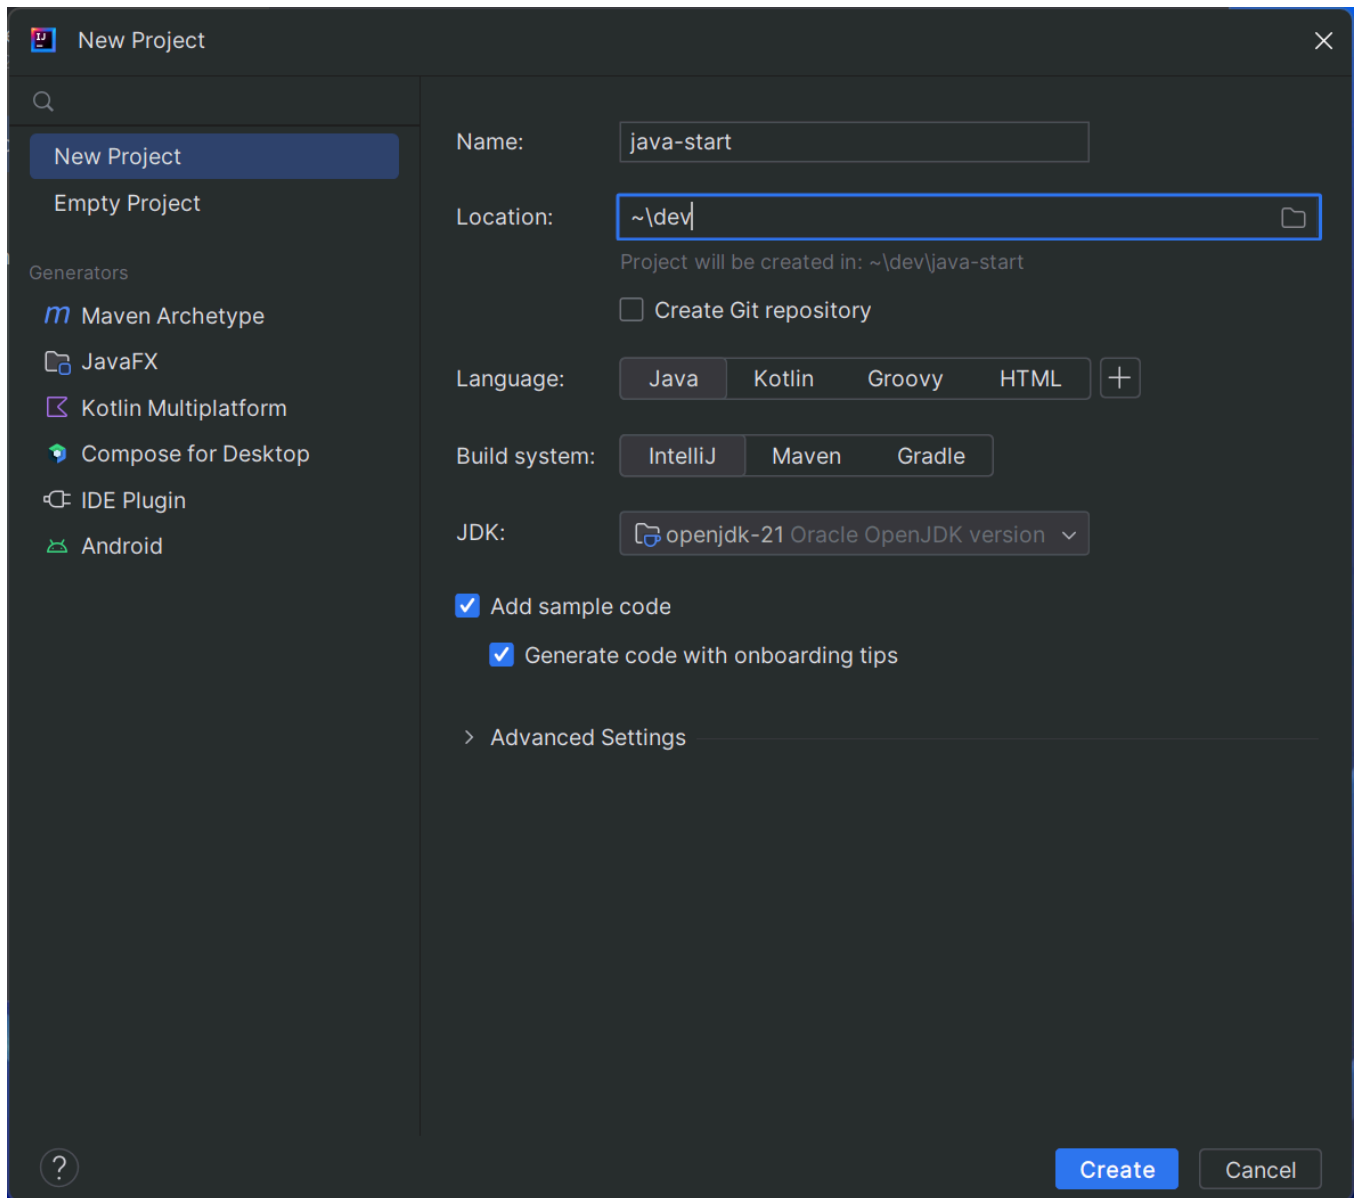 New Project
New Project
Empty Project
Generators
Maven Archetype
JavaFX
Kotlin Multiplatform
Compose for Desktop
IDE Plugin
Android
Name: java-start
Location: ~\dev
Project will be created in: ~\dev\java-start
Create Git repository
Language: Java Kotlin Groovy HTML
Build system: IntelliJ Maven Gradle
JDK: openjdk-21 Oracle OpenJDK version
Add sample code
Generate code with onboarding tips
Advanced Settings
? Create Cancel